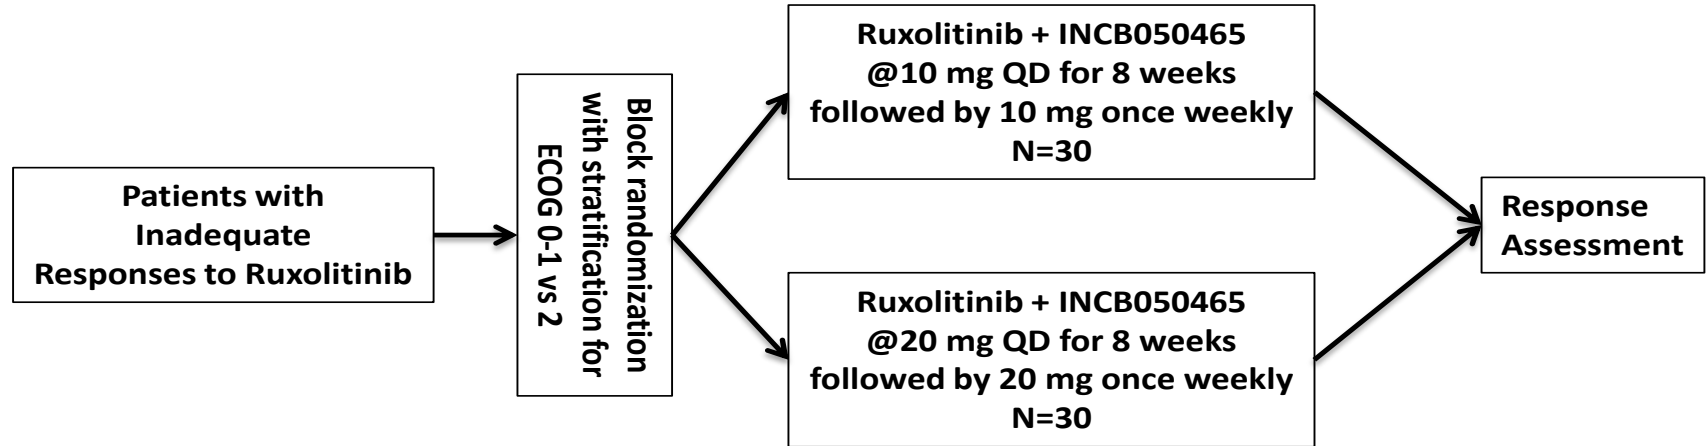 Patients with
Inadequate
Responses to Ruxolitinib
Block randomization
with stratification for
ECOG 0-1 vs 2
Ruxolitinib + INCB050465
@10 mg QD for 8 weeks
followed by 10 mg once weekly
N=30
Ruxolitinib + INCB050465
@20 mg QD for 8 weeks
followed by 20 mg once weekly
N=30
Response
Assessment